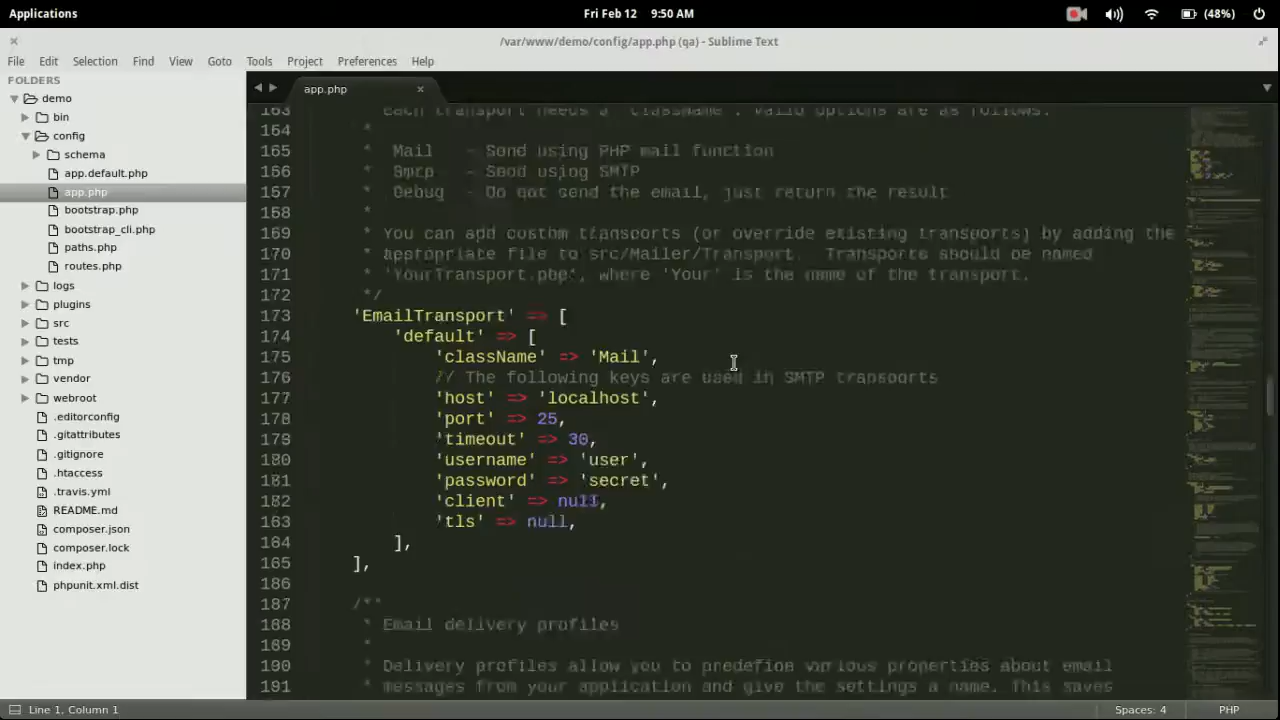 Applications
Fri Feb 12 9:50 AM
(48%)
/var/www/demo/config/app.php (qa) - Sublime Text
File Edit Selection Find View Goto Tools Project Preferences Help
FOLDERS
demo
bin
config
schema
app.default.php
app.php
bootstrap.php
bootstrap_cli.php
paths.php
routes.php
logs
plugins
src
tests
tmp
vendor
webroot
.editorconfig
.gitattributes
.gitignore
.htaccess
.travis.yml
README.md
composer.json
composer.lock
index.php
phpunit.xml.dist
app.php
163 Each transport needs a `className`. Valid options are as follows:
164 *
165 * Mail - Send using PHP mail function
166 * Smtp - Send using SMTP
167 * Debug - Do not send the email, just return the result
168 *
169 * You can add custom transports (or override existing transports) by adding the
170 * appropriate file to src/Mailer/Transport. Transports should be named
171 * 'YourTransport.php', where 'Your' is the name of the transport.
172 */
173 'EmailTransport' => [
174 'default' => [
175 'className' => 'Mail',
176 // The following keys are used in SMTP transports
177 'host' => 'localhost',
178 'port' => 25,
179 'timeout' => 30,
180 'username' => 'user',
181 'password' => 'secret',
182 'client' => null,
183 'tls' => null,
184 ],
185 ],
186
187 /**
188 * Email delivery profiles
189 *
190 * Delivery profiles allow you to predefine various properties about email
191 * messages from your application and give the settings a name. This saves
Line 1, Column 1
Spaces: 4
PHP